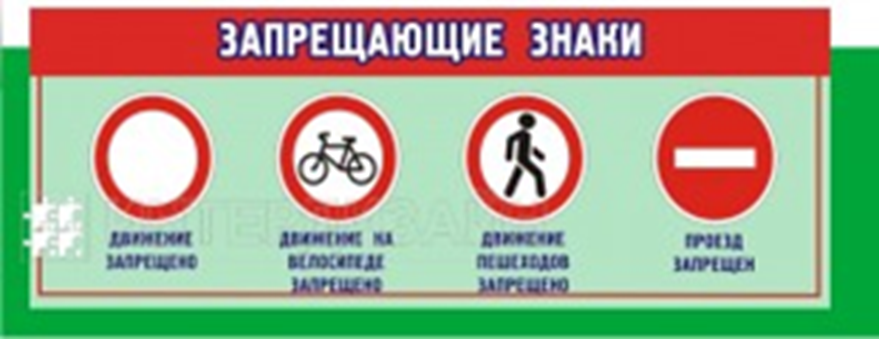 ЗАПРЕЩАЮЩИЕ ЗНАКИ
ДВИЖЕНИЕ
ЗАПРЕЩЕНО
ДВИЖЕНИЕ НА
ВЕЛОСИПЕДЕ
ЗАПРЕЩЕНО
ДВИЖЕНИЕ
ПЕШЕХОДОВ
ЗАПРЕЩЕНО
ПРОЕЗД
ЗАПРЕЩЕН